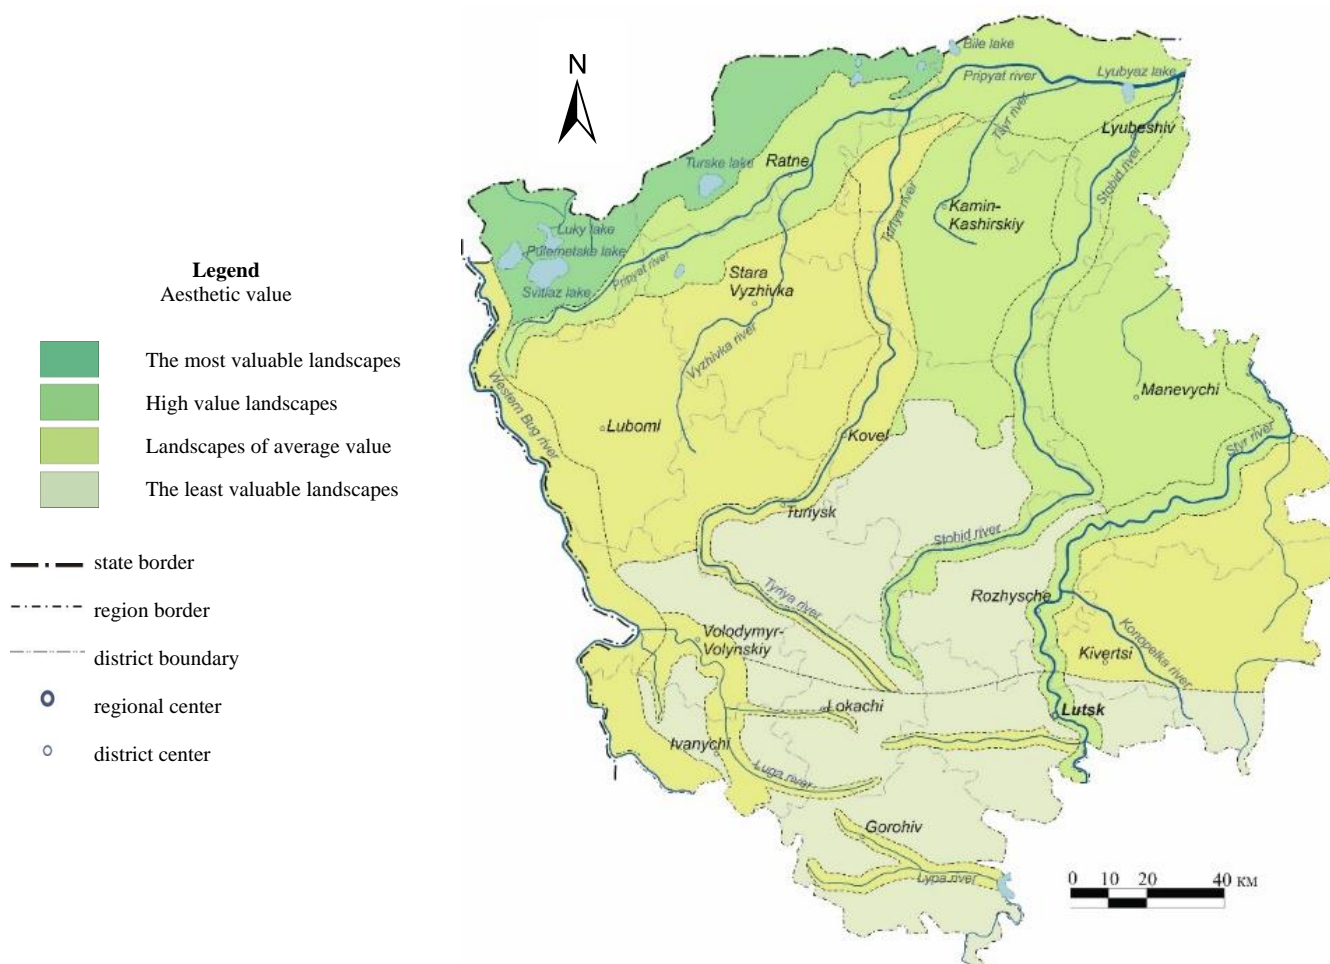 N
Bile lake
Pripyat river
Lyubyaz lake
Lyubeshiv
Stohid river
Turske lake
Ratne
Turiya river
Kamin-
Kashirskiy
Luky lake
Pulemetske lake
Svitiaz lake
Pripyat river
Stara
Vyzhivka
Vyzhivka river
Manevychi
Western Bug river
Luboml
Kovel
Styr river
Turiysk
Stobid river
Tyriya river
Rozhysche
Konopelka river
Volodymyr-
Volynskiy
Kivertsi
Lokachi
Lutsk
Ivanychi
Luga river
Gorohiv
Lypa river
0 10 20 40 км
Legend
Aesthetic value
The most valuable landscapes
High value landscapes
Landscapes of average value
The least valuable landscapes
state border
region border
district boundary
regional center
district center